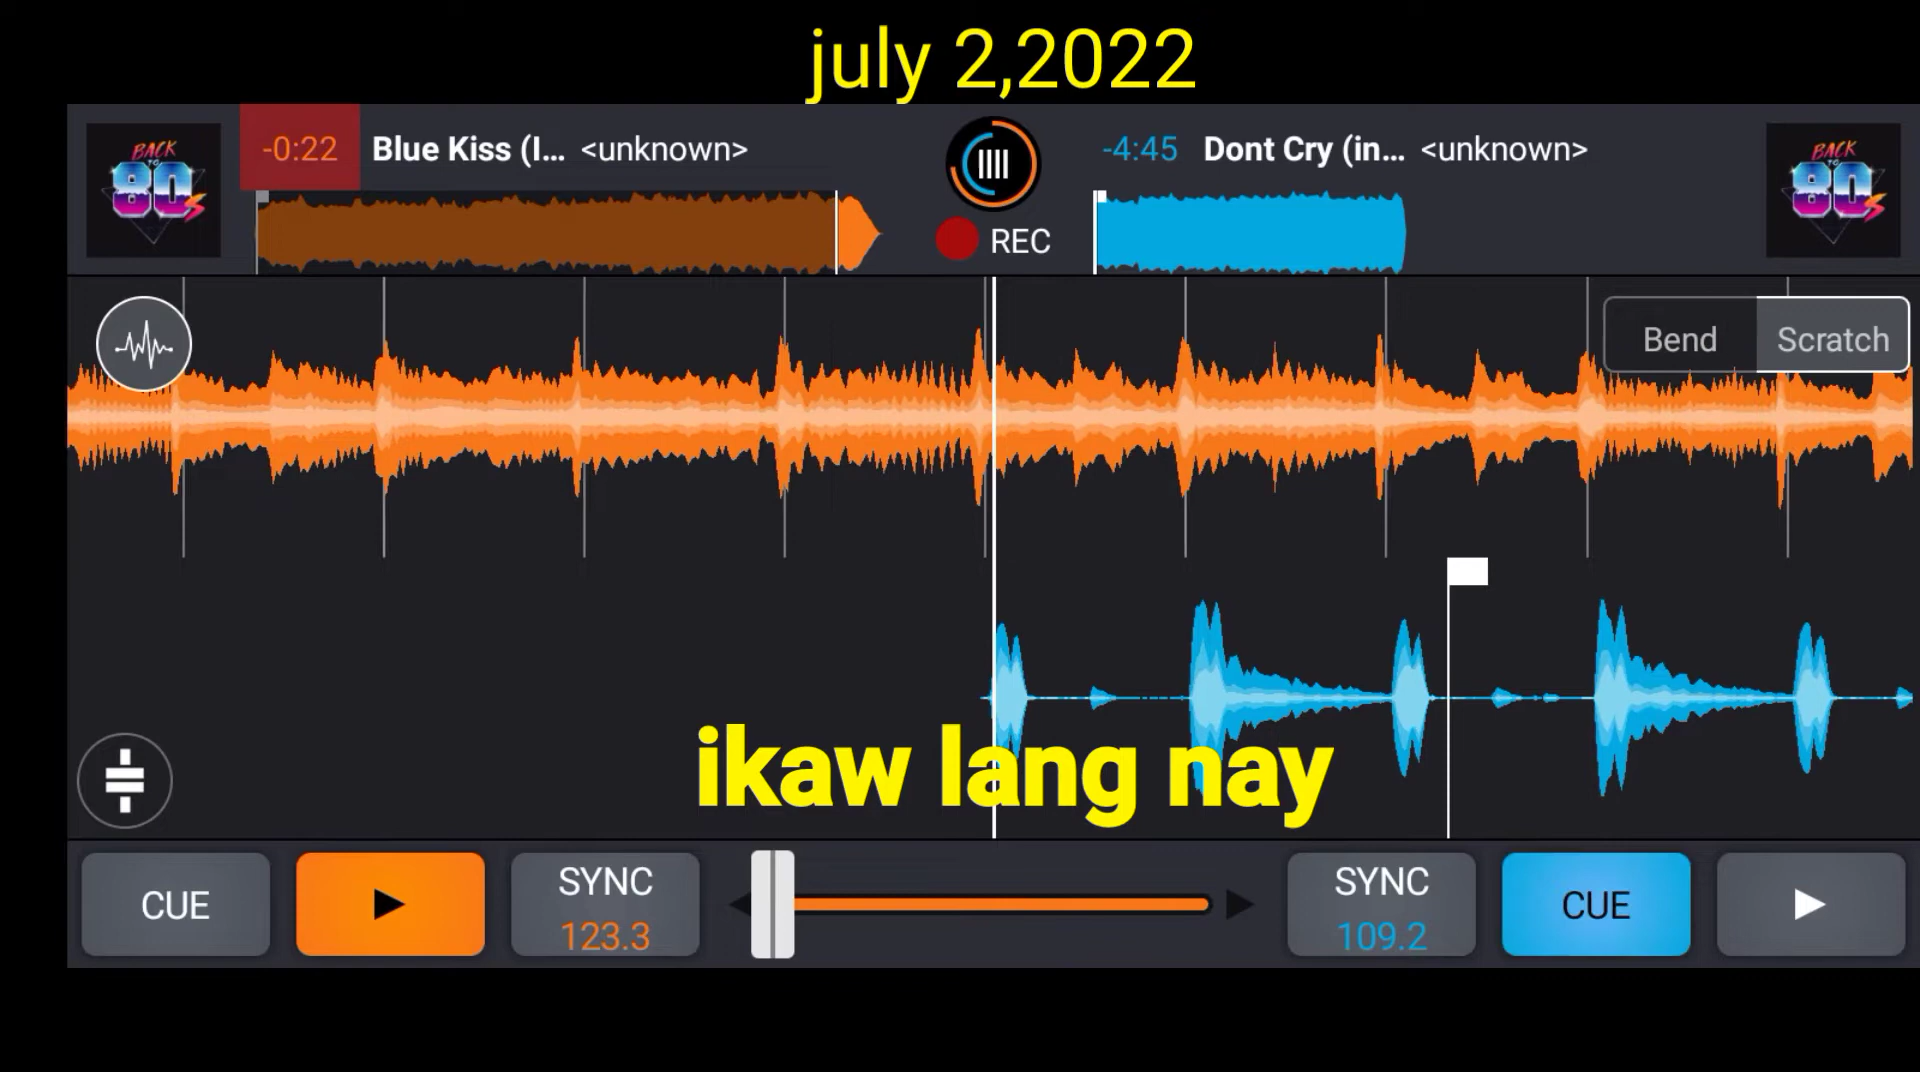 july 2,2022
BACK TO 80s
-0:22 Blue Kiss (I... <unknown>
-4:45 Dont Cry (in... <unknown>
BACK TO 80s
REC
Bend Scratch
ikaw lang nay
CUE
SYNC
123.3
SYNC
109.2
CUE